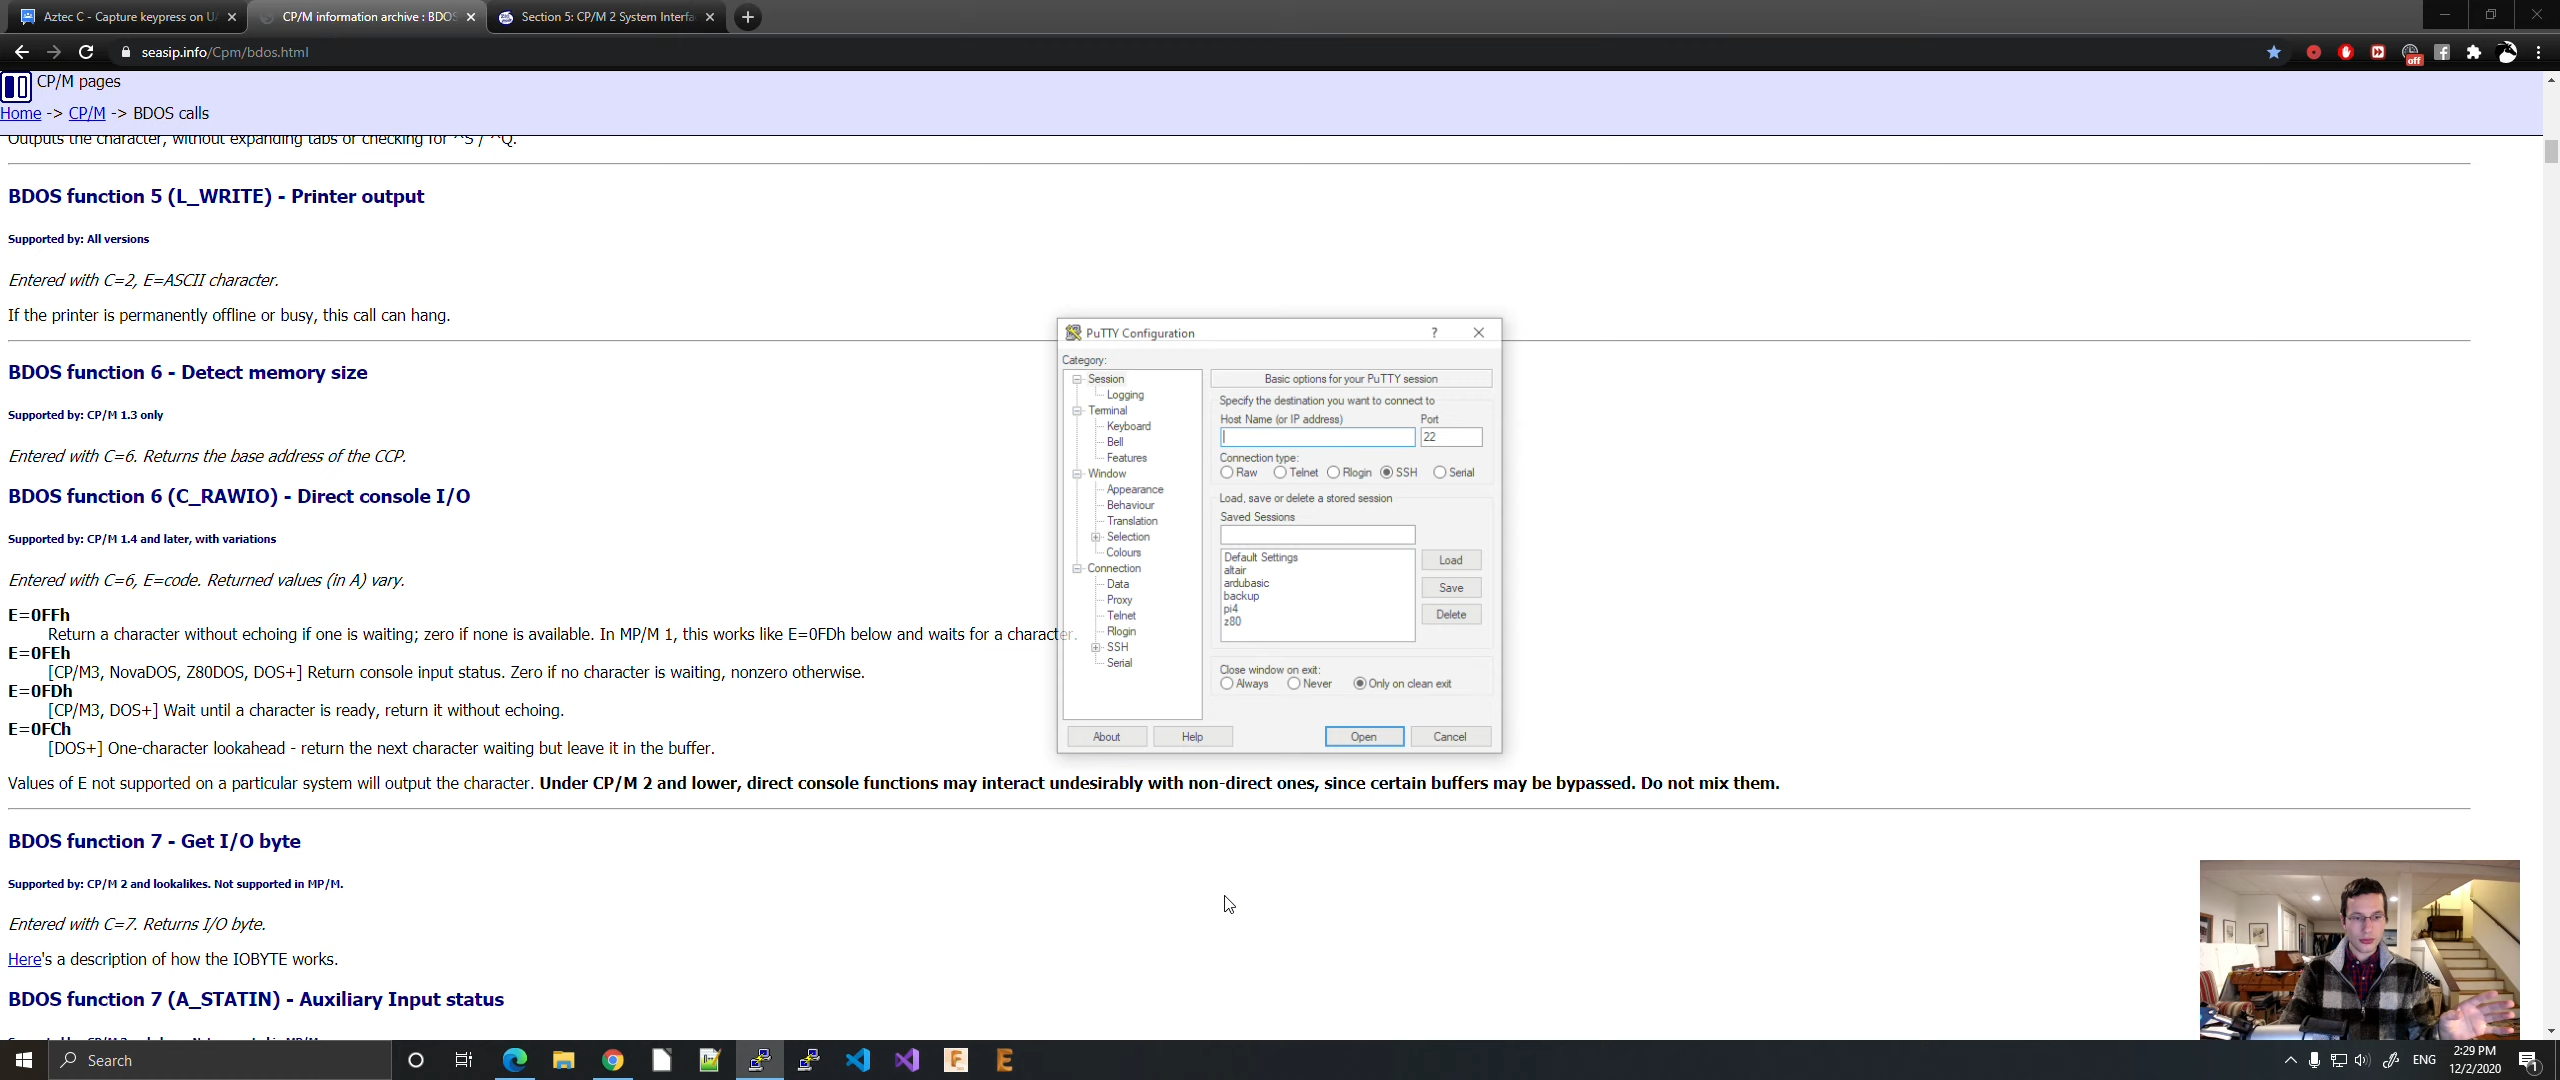 Aztec C - Capture keypress on U
CP/M information archive : BDOS
Section 5: CP/M 2 System Interfa
seasip.info/Cpm/bdos.html
off
CP/M pages
Home -> CP/M -> BDOS calls
Outputs the character, without expanding tabs or checking for ^S / ^Q.
BDOS function 5 (L_WRITE) - Printer output
Supported by: All versions
Entered with C=2, E=ASCII character.
If the printer is permanently offline or busy, this call can hang.
BDOS function 6 - Detect memory size
Supported by: CP/M 1.3 only
Entered with C=6. Returns the base address of the CCP.
BDOS function 6 (C_RAWIO) - Direct console I/O
Supported by: CP/M 1.4 and later, with variations
Entered with C=6, E=code. Returned values (in A) vary.
E=0FFh
Return a character without echoing if one is waiting; zero if none is available. In MP/M 1, this works like E=0FDh below and waits for a character.
E=0FEh
[CP/M3, NovaDOS, Z80DOS, DOS+] Return console input status. Zero if no character is waiting, nonzero otherwise.
E=0FDh
[CP/M3, DOS+] Wait until a character is ready, return it without echoing.
E=0FCh
[DOS+] One-character lookahead - return the next character waiting but leave it in the buffer.
Values of E not supported on a particular system will output the character. Under CP/M 2 and lower, direct console functions may interact undesirably with non-direct ones, since certain buffers may be bypassed. Do not mix them.
BDOS function 7 - Get I/O byte
Supported by: CP/M 2 and lookalikes. Not supported in MP/M.
Entered with C=7. Returns I/O byte.
Here's a description of how the IOBYTE works.
BDOS function 7 (A_STATIN) - Auxiliary Input status
PuTTY Configuration
?
Category:
Session
Logging
Terminal
Keyboard
Bell
Features
Window
Appearance
Behaviour
Translation
Selection
Colours
Connection
Data
Proxy
Telnet
Rlogin
SSH
Serial
Basic options for your PuTTY session
Specify the destination you want to connect to
Host Name (or IP address) Port
22
Connection type:
Raw Telnet Rlogin SSH Serial
Load, save or delete a stored session
Saved Sessions
Default Settings
altair
ardubasic
backup
pi4
z80
Load
Save
Delete
Close window on exit:
Always Never Only on clean exit
About Help Open Cancel
Search
ENG
2:29 PM
12/2/2020
1